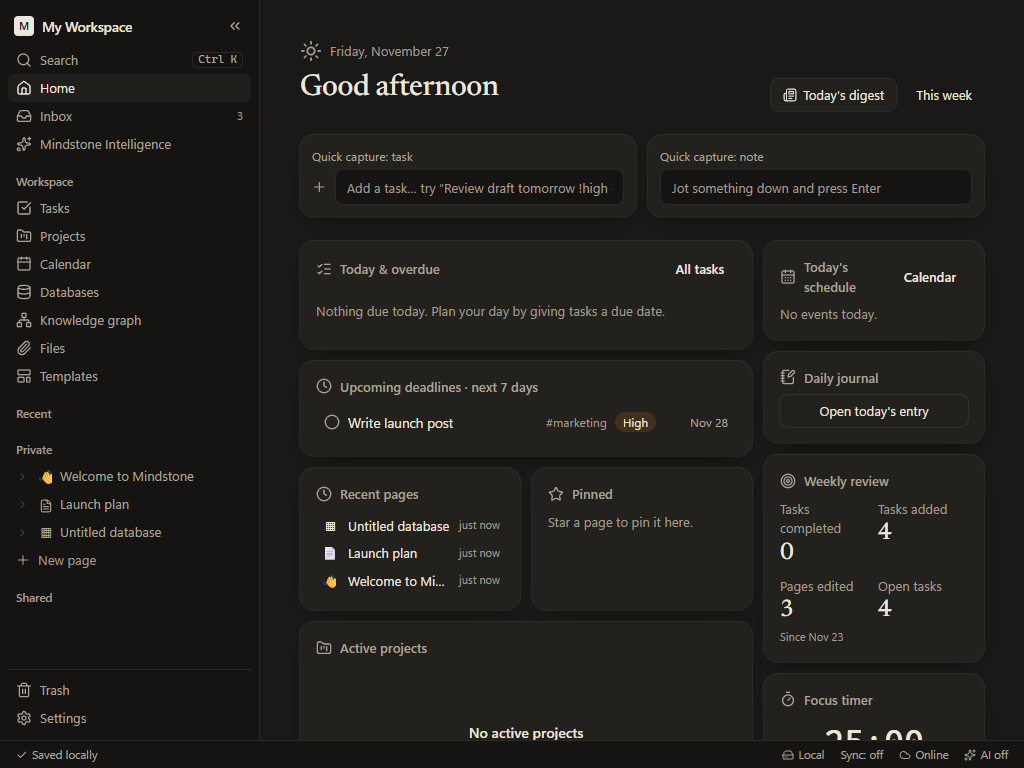 M My Workspace
Search Ctrl K
Home
Inbox 3
Mindstone Intelligence
Workspace
Tasks
Projects
Calendar
Databases
Knowledge graph
Files
Templates
Recent
Private
Welcome to Mindstone
Launch plan
Untitled database
New page
Shared
Trash
Settings
Friday, November 27
Good afternoon
Today's digest
This week
Quick capture: task
Add a task... try "Review draft tomorrow !high
Quick capture: note
Jot something down and press Enter
Today & overdue
All tasks
Nothing due today. Plan your day by giving tasks a due date.
Upcoming deadlines · next 7 days
Write launch post #marketing High Nov 28
Recent pages
Untitled database just now
Launch plan just now
Welcome to Mi... just now
Pinned
Star a page to pin it here.
Active projects
No active projects
Today's
schedule
Calendar
No events today.
Daily journal
Open today's entry
Weekly review
Tasks
completed
0
Tasks added
4
Pages edited
3
Open tasks
4
Since Nov 23
Focus timer
25:00
Saved locally
Local Sync: off Online AI off